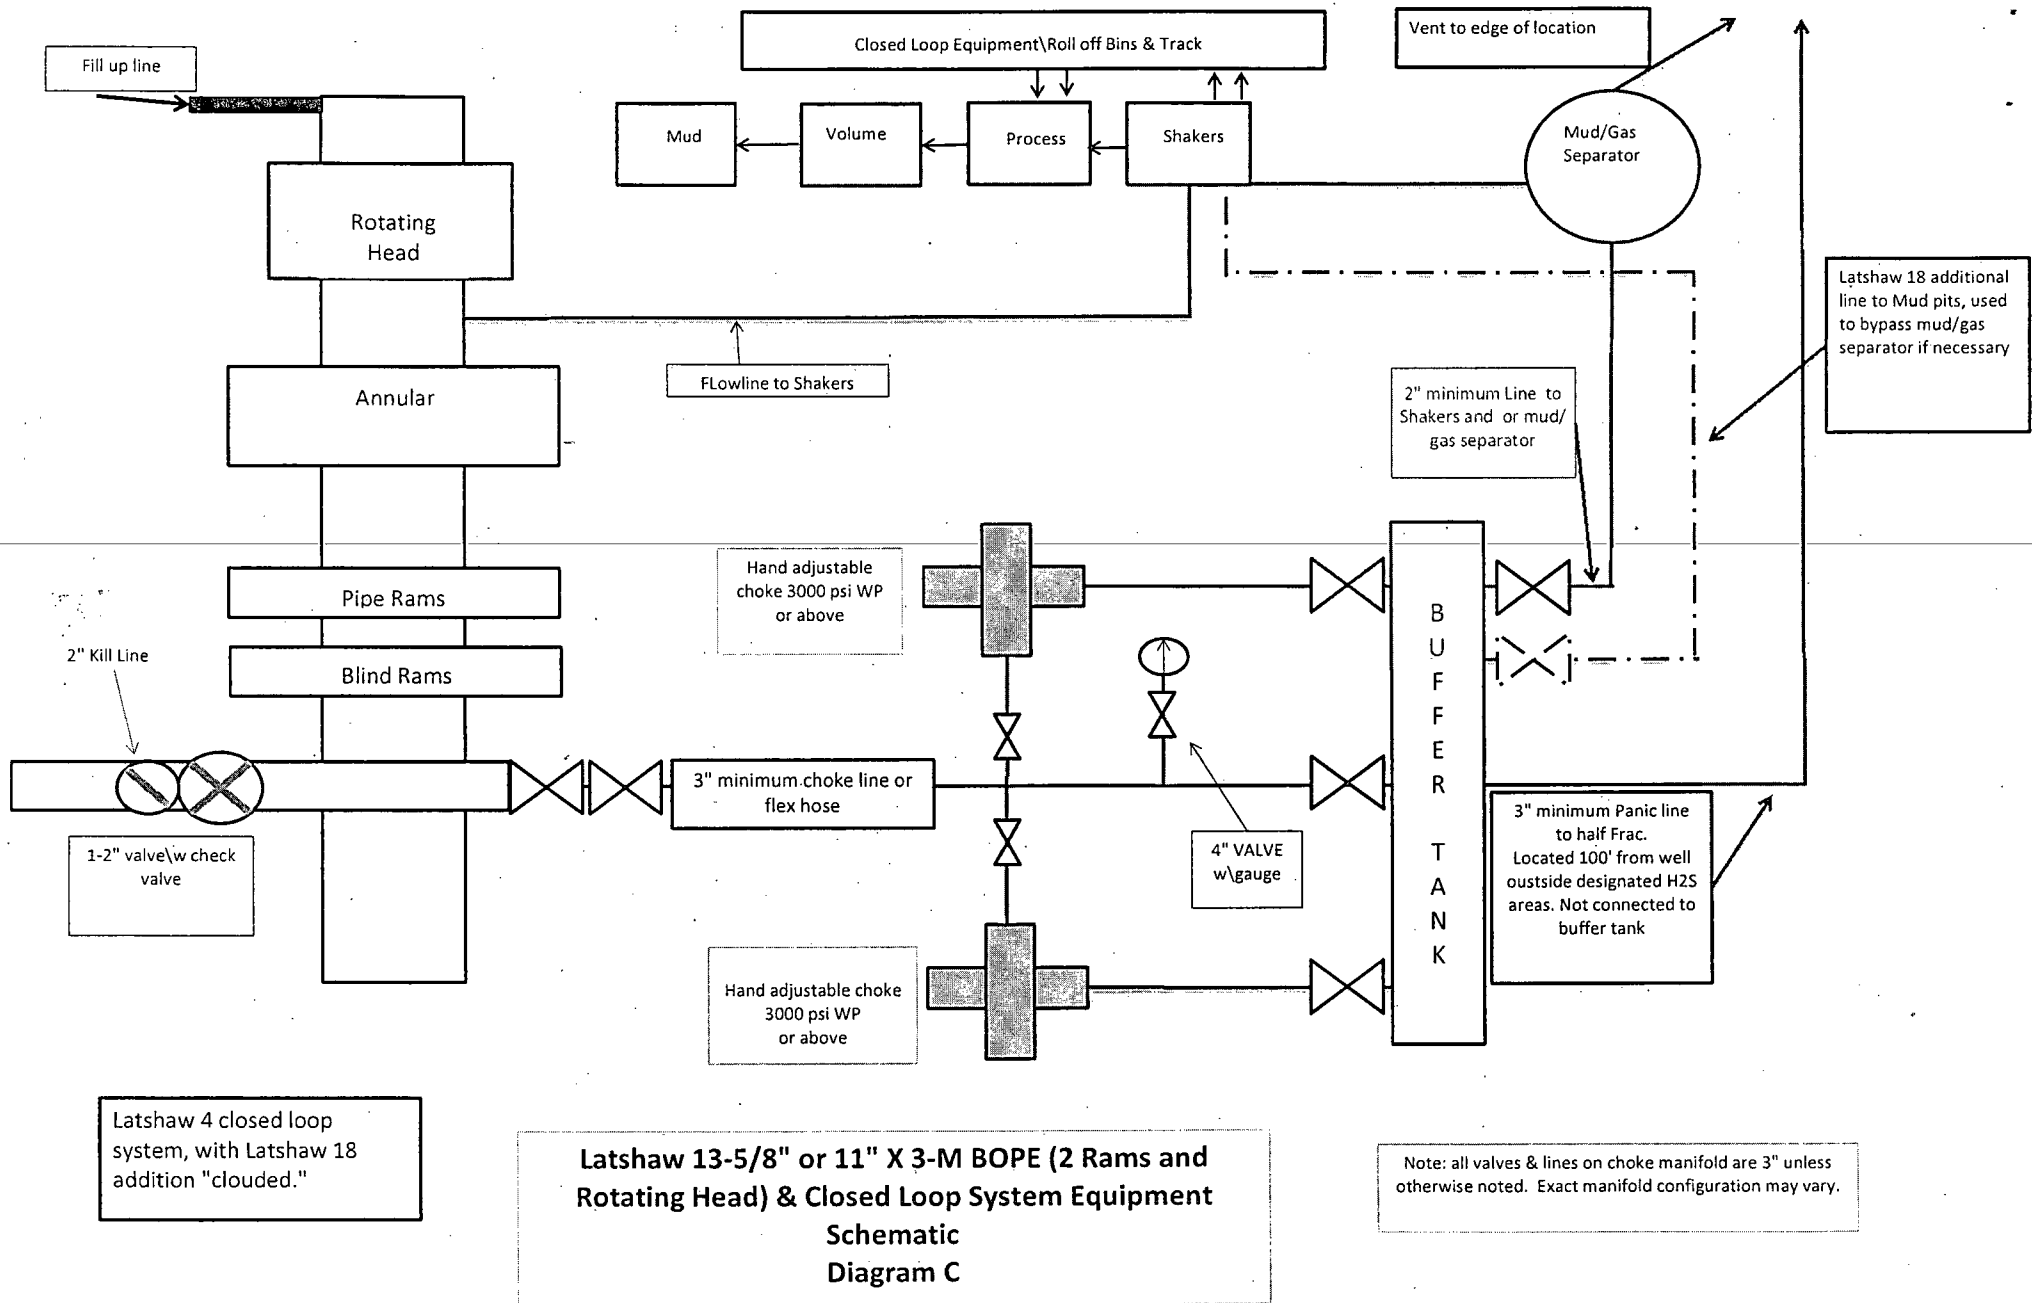 Fill up line
Closed Loop Equipment\Roll off Bins & Track
Vent to edge of location
Mud
Volume
Process
Shakers
Mud/Gas
Separator
Rotating
Head
Latshaw 18 additional
line to Mud pits, used
to bypass mud/gas
separator if necessary
FLowline to Shakers
Annular
2" minimum Line to
Shakers and or mud/
gas separator
Hand adjustable
choke 3000 psi WP
or above
Pipe Rams
Blind Rams
2" Kill Line
B
U
F
F
E
R
T
A
N
K
3" minimum choke line or
flex hose
1-2" valve\w check
valve
4" VALVE
w\gauge
3" minimum Panic line
to half Frac.
Located 100' from well
oustside designated H2S
areas. Not connected to
buffer tank
Hand adjustable choke
3000 psi WP
or above
Latshaw 4 closed loop
system, with Latshaw 18
addition "clouded."
Latshaw 13-5/8" or 11" X 3-M BOPE (2 Rams and
Rotating Head) & Closed Loop System Equipment
Schematic
Diagram C
Note: all valves & lines on choke manifold are 3" unless
otherwise noted. Exact manifold configuration may vary.